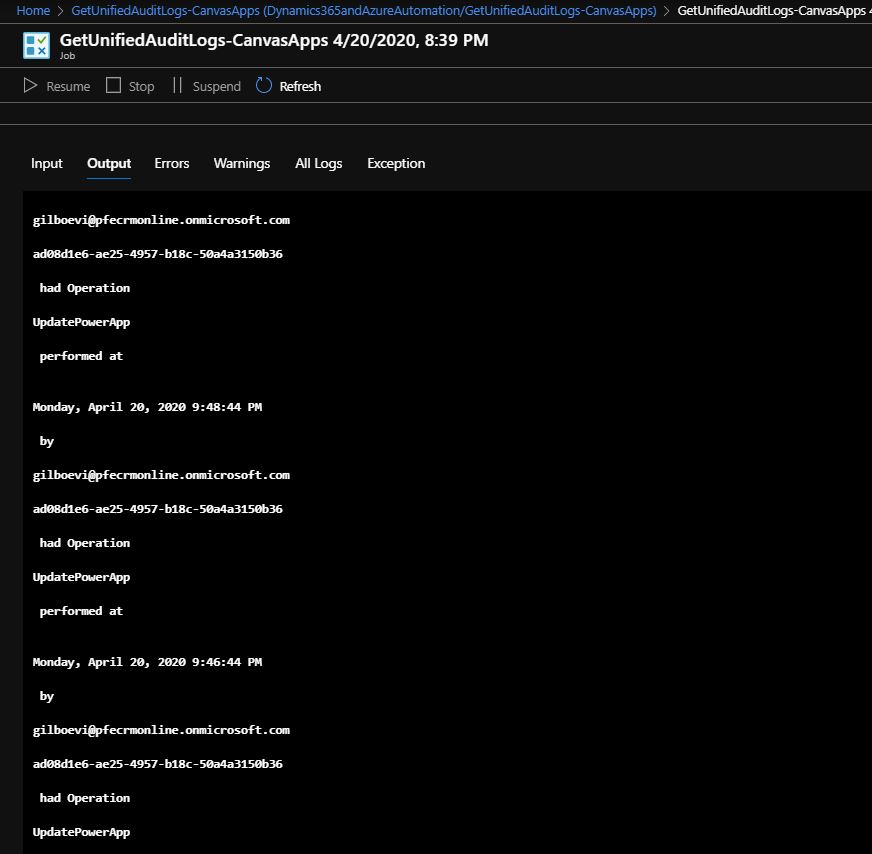 Home > GetUnifiedAuditLogs-CanvasApps (Dynamics365andAzureAutomation/GetUnifiedAuditLogs-CanvasApps) > GetUnifiedAuditLogs-CanvasApps 4
GetUnifiedAuditLogs-CanvasApps 4/20/2020, 8:39 PM
Job
Resume Stop Suspend Refresh
Input Output Errors Warnings All Logs Exception
gilboevi@pfecrmonline.onmicrosoft.com
ad08d1e6-ae25-4957-b18c-50a4a3150b36
had Operation
UpdatePowerApp
performed at
Monday, April 20, 2020 9:48:44 PM
by
gilboevi@pfecrmonline.onmicrosoft.com
ad08d1e6-ae25-4957-b18c-50a4a3150b36
had Operation
UpdatePowerApp
performed at
Monday, April 20, 2020 9:46:44 PM
by
gilboevi@pfecrmonline.onmicrosoft.com
ad08d1e6-ae25-4957-b18c-50a4a3150b36
had Operation
UpdatePowerApp